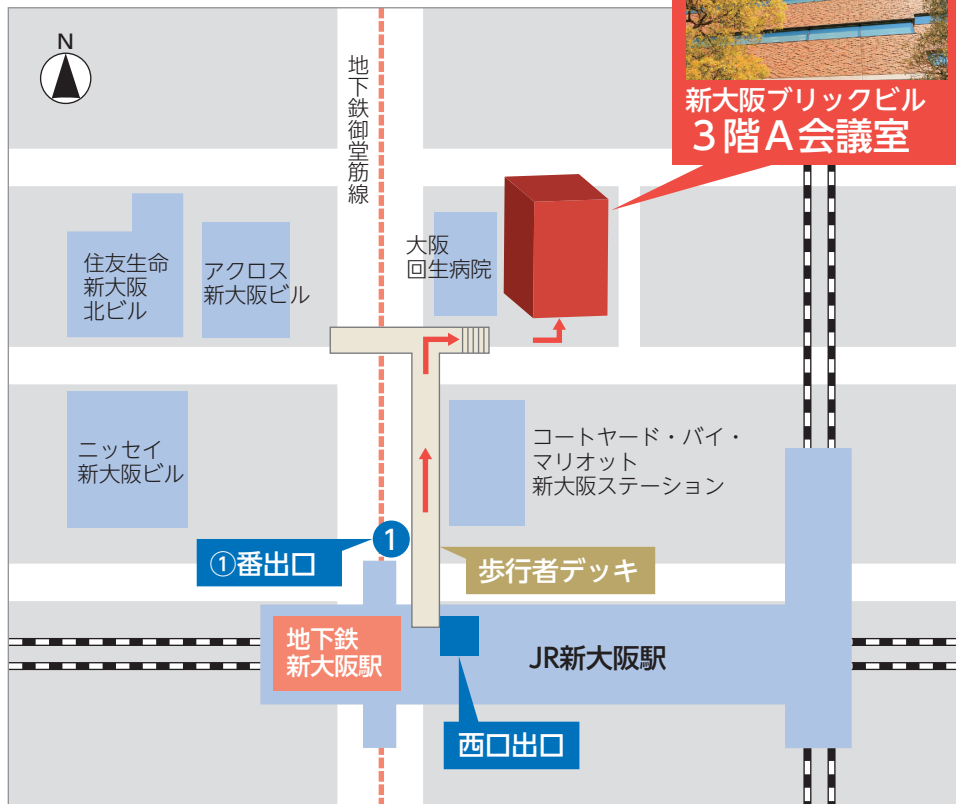 N
地下鉄御堂筋線
新大阪ブリックビル
3階A会議室
住友生命
新大阪
北ビル
アクロス
新大阪ビル
大阪
回生病院
ニッセイ
新大阪ビル
コートヤード・バイ・
マリオット
新大阪ステーション
1
①番出口
歩行者デッキ
地下鉄
新大阪駅
JR新大阪駅
西口出口